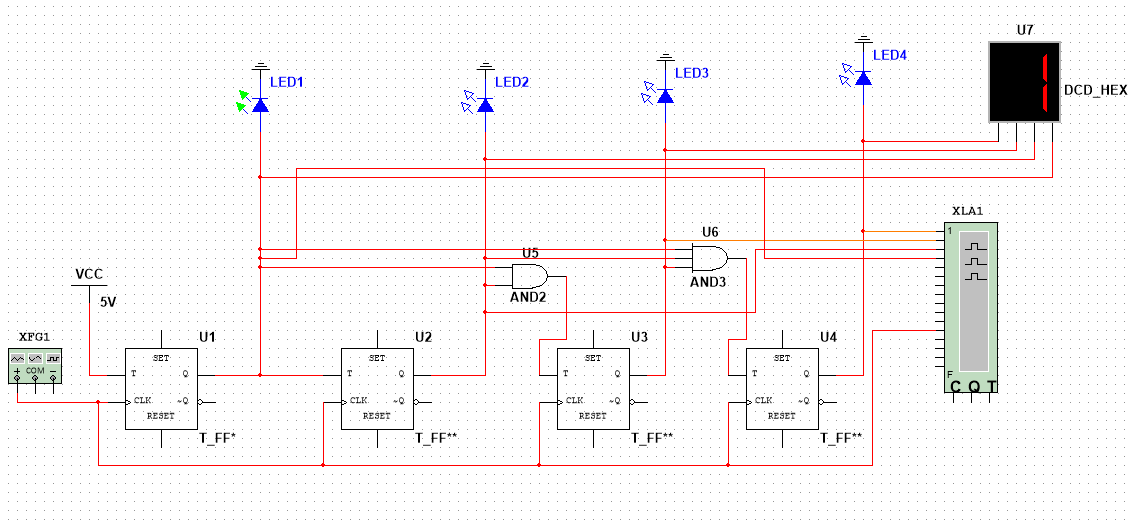 U7
LED1
LED2
LED3
LED4
DCD_HEX
XLA1
1
U6
U5
AND3
AND2
VCC
5V
XFG1
COM
+
−
U1
SET
T
Q
CLK
~Q
RESET
T_FF*
U2
SET
T
Q
CLK
~Q
RESET
T_FF**
U3
SET
T
Q
CLK
~Q
RESET
T_FF**
U4
SET
T
Q
CLK
~Q
RESET
T_FF**
F
C Q T